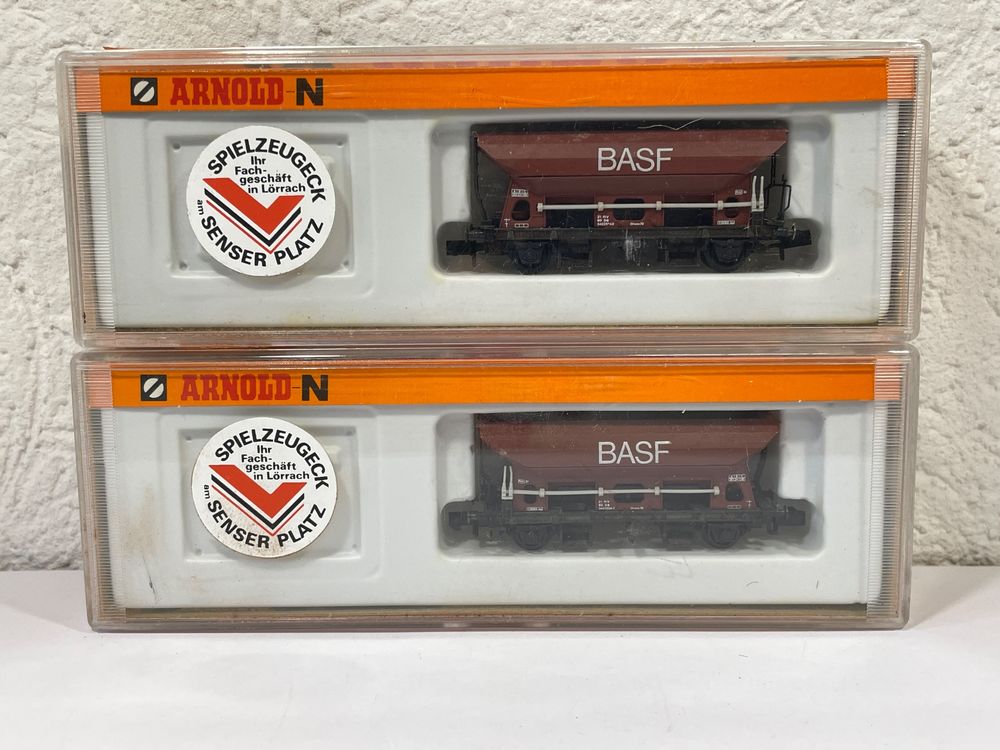 ARNOLD-N
SPIELZEUGECK
Ihr
Fach-
geschäft
in Lörrach
am SENSER PLATZ
BASF
ARNOLD-N
SPIELZEUGECK
Ihr
Fach-
geschäft
in Lörrach
am SENSER PLATZ
BASF